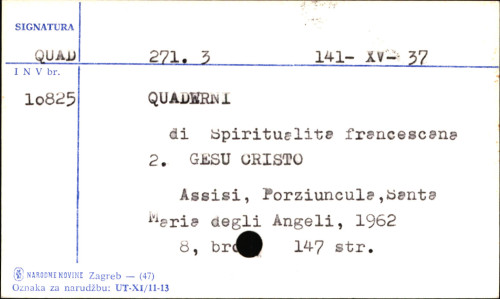 SIGNATURA
QUAD 271. 3 141- XV- 37
I N V br.
10825 QUADERNI
di Spiritualita francescana
2. GESU CRISTO
Assisi, Porziuncula,Santa
Maria degli Angeli, 1962
8, bro 147 str.
NARODNE NOVINE Zagreb — (47)
Oznaka za narudžbu: UT-XI/11-13